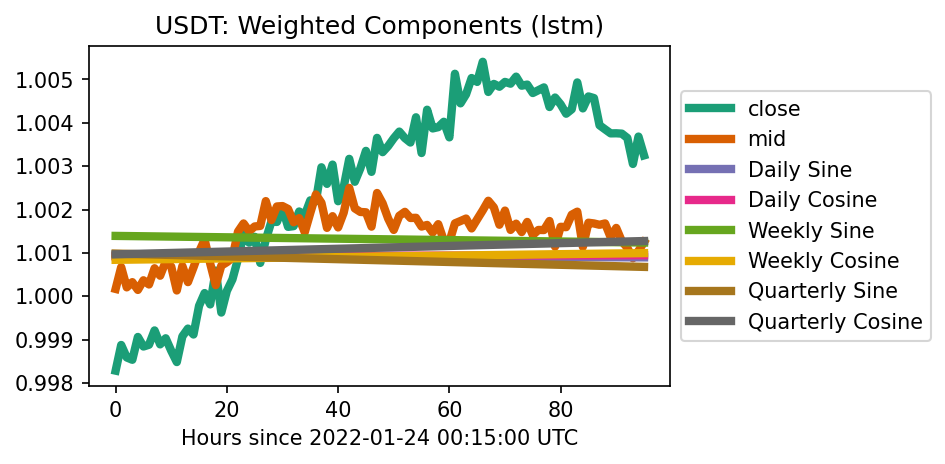 USDT: Weighted Components (lstm)
1.005
1.004
1.003
1.002
1.001
1.000
0.999
0.998
0
20
40
60
80
Hours since 2022-01-24 00:15:00 UTC
close
mid
Daily Sine
Daily Cosine
Weekly Sine
Weekly Cosine
Quarterly Sine
Quarterly Cosine